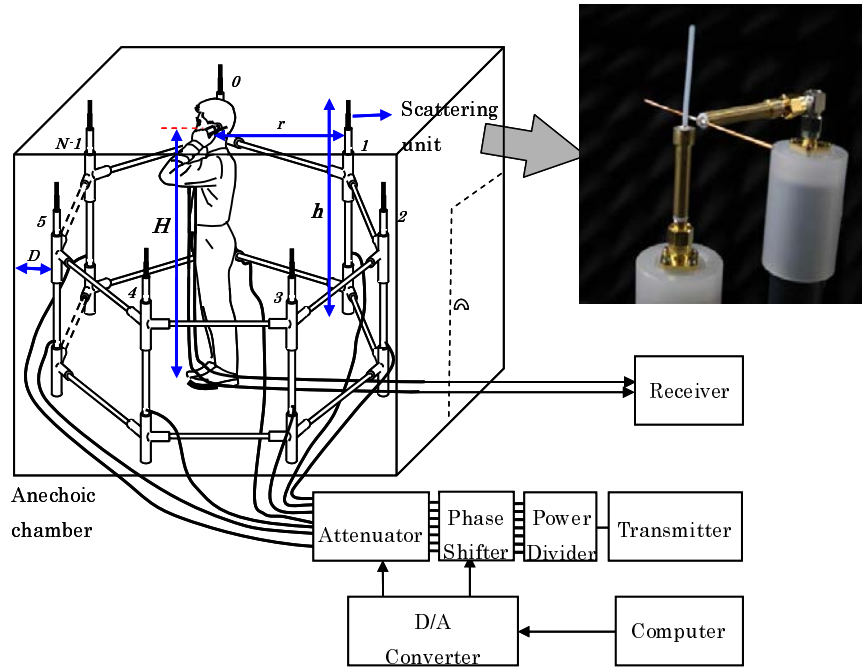 0
N-1
r
1
Scattering
unit
H
h
5
2
D
4
3
Receiver
Anechoic
chamber
Attenuator
Phase
Shifter
Power
Divider
Transmitter
D/A
Converter
Computer